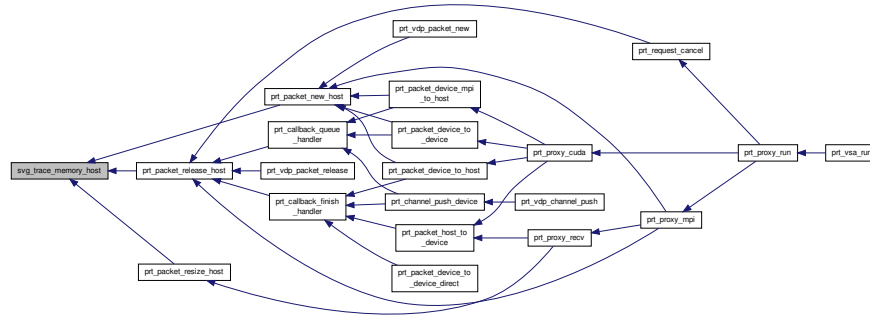 prt_vdp_packet_new
prt_request_cancel
prt_packet_new_host
prt_packet_device_mpi
_to_host
prt_callback_queue
_handler
prt_packet_device_to
_device
prt_proxy_cuda
prt_proxy_run
prt_vsa_run
svg_trace_memory_host
prt_packet_release_host
prt_vdp_packet_release
prt_packet_device_to_host
prt_callback_finish
_handler
prt_channel_push_device
prt_vdp_channel_push
prt_proxy_mpi
prt_packet_host_to
_device
prt_proxy_recv
prt_packet_resize_host
prt_packet_device_to
_device_direct